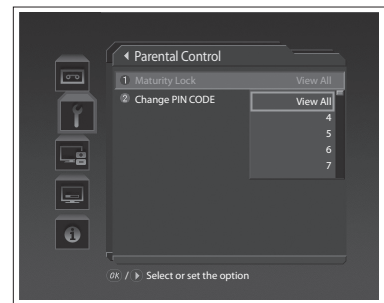 Parental Control
1 Maturity Lock View All
2 Change PIN CODE View All
4
5
6
7
OK / Select or set the option